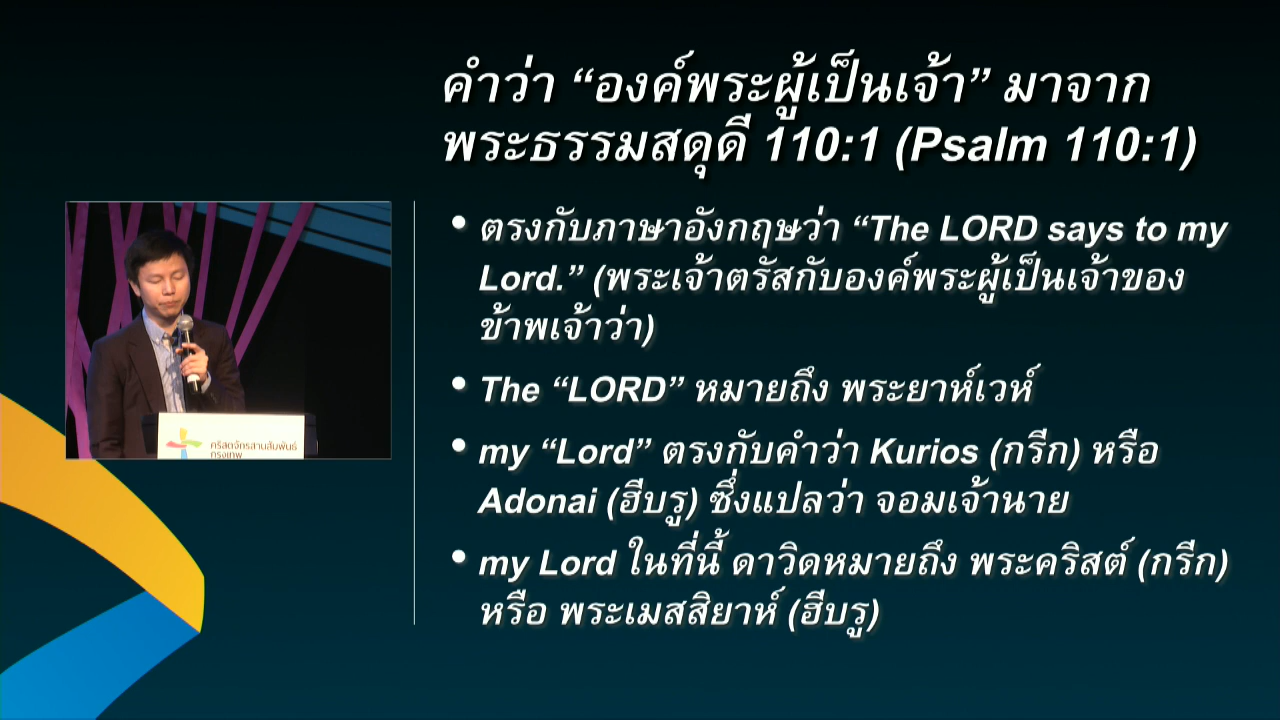 คำว่า “องค์พระผู้เป็นเจ้า” มาจาก
พระธรรมสดุดี 110:1 (Psalm 110:1)
• ตรงกับภาษาอังกฤษว่า “The LORD says to my
Lord.” (พระเจ้าตรัสกับองค์พระผู้เป็นเจ้าของ
ข้าพเจ้าว่า)
• The “LORD” หมายถึง พระยาห์เวห์
• my “Lord” ตรงกับคำว่า Kurios (กรีก) หรือ
Adonai (ฮีบรู) ซึ่งแปลว่า จอมเจ้านาย
• my Lord ในที่นี้ ดาวิดหมายถึง พระคริสต์ (กรีก)
หรือ พระเมสสิยาห์ (ฮีบรู)
คริสตจักรสานสัมพันธ์
กรุงเทพ